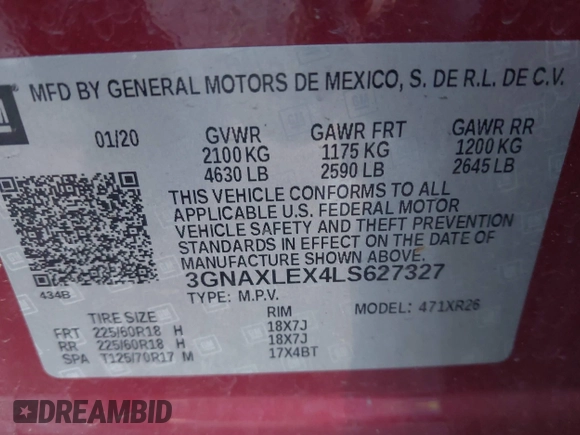 GM
MFD BY GENERAL MOTORS DE MEXICO, S. DE R.L. DE C.V.
01/20 GVWR GAWR FRT GAWR RR
2100 KG 1175 KG 1200 KG
4630 LB 2590 LB 2645 LB
THIS VEHICLE CONFORMS TO ALL
APPLICABLE U.S. FEDERAL MOTOR
VEHICLE SAFETY AND THEFT PREVENTION
STANDARDS IN EFFECT ON THE DATE OF
MANUFACTURE SHOWN ABOVE.
3GNAXLEX4LS627327
434B
TYPE: M.P.V. MODEL: 471XR26
TIRE SIZE RIM
FRT 225/60R18 H 18X7J
RR 225/60R18 H 18X7J
SPA T125/70R17 M 17X4BT
DREAMBID